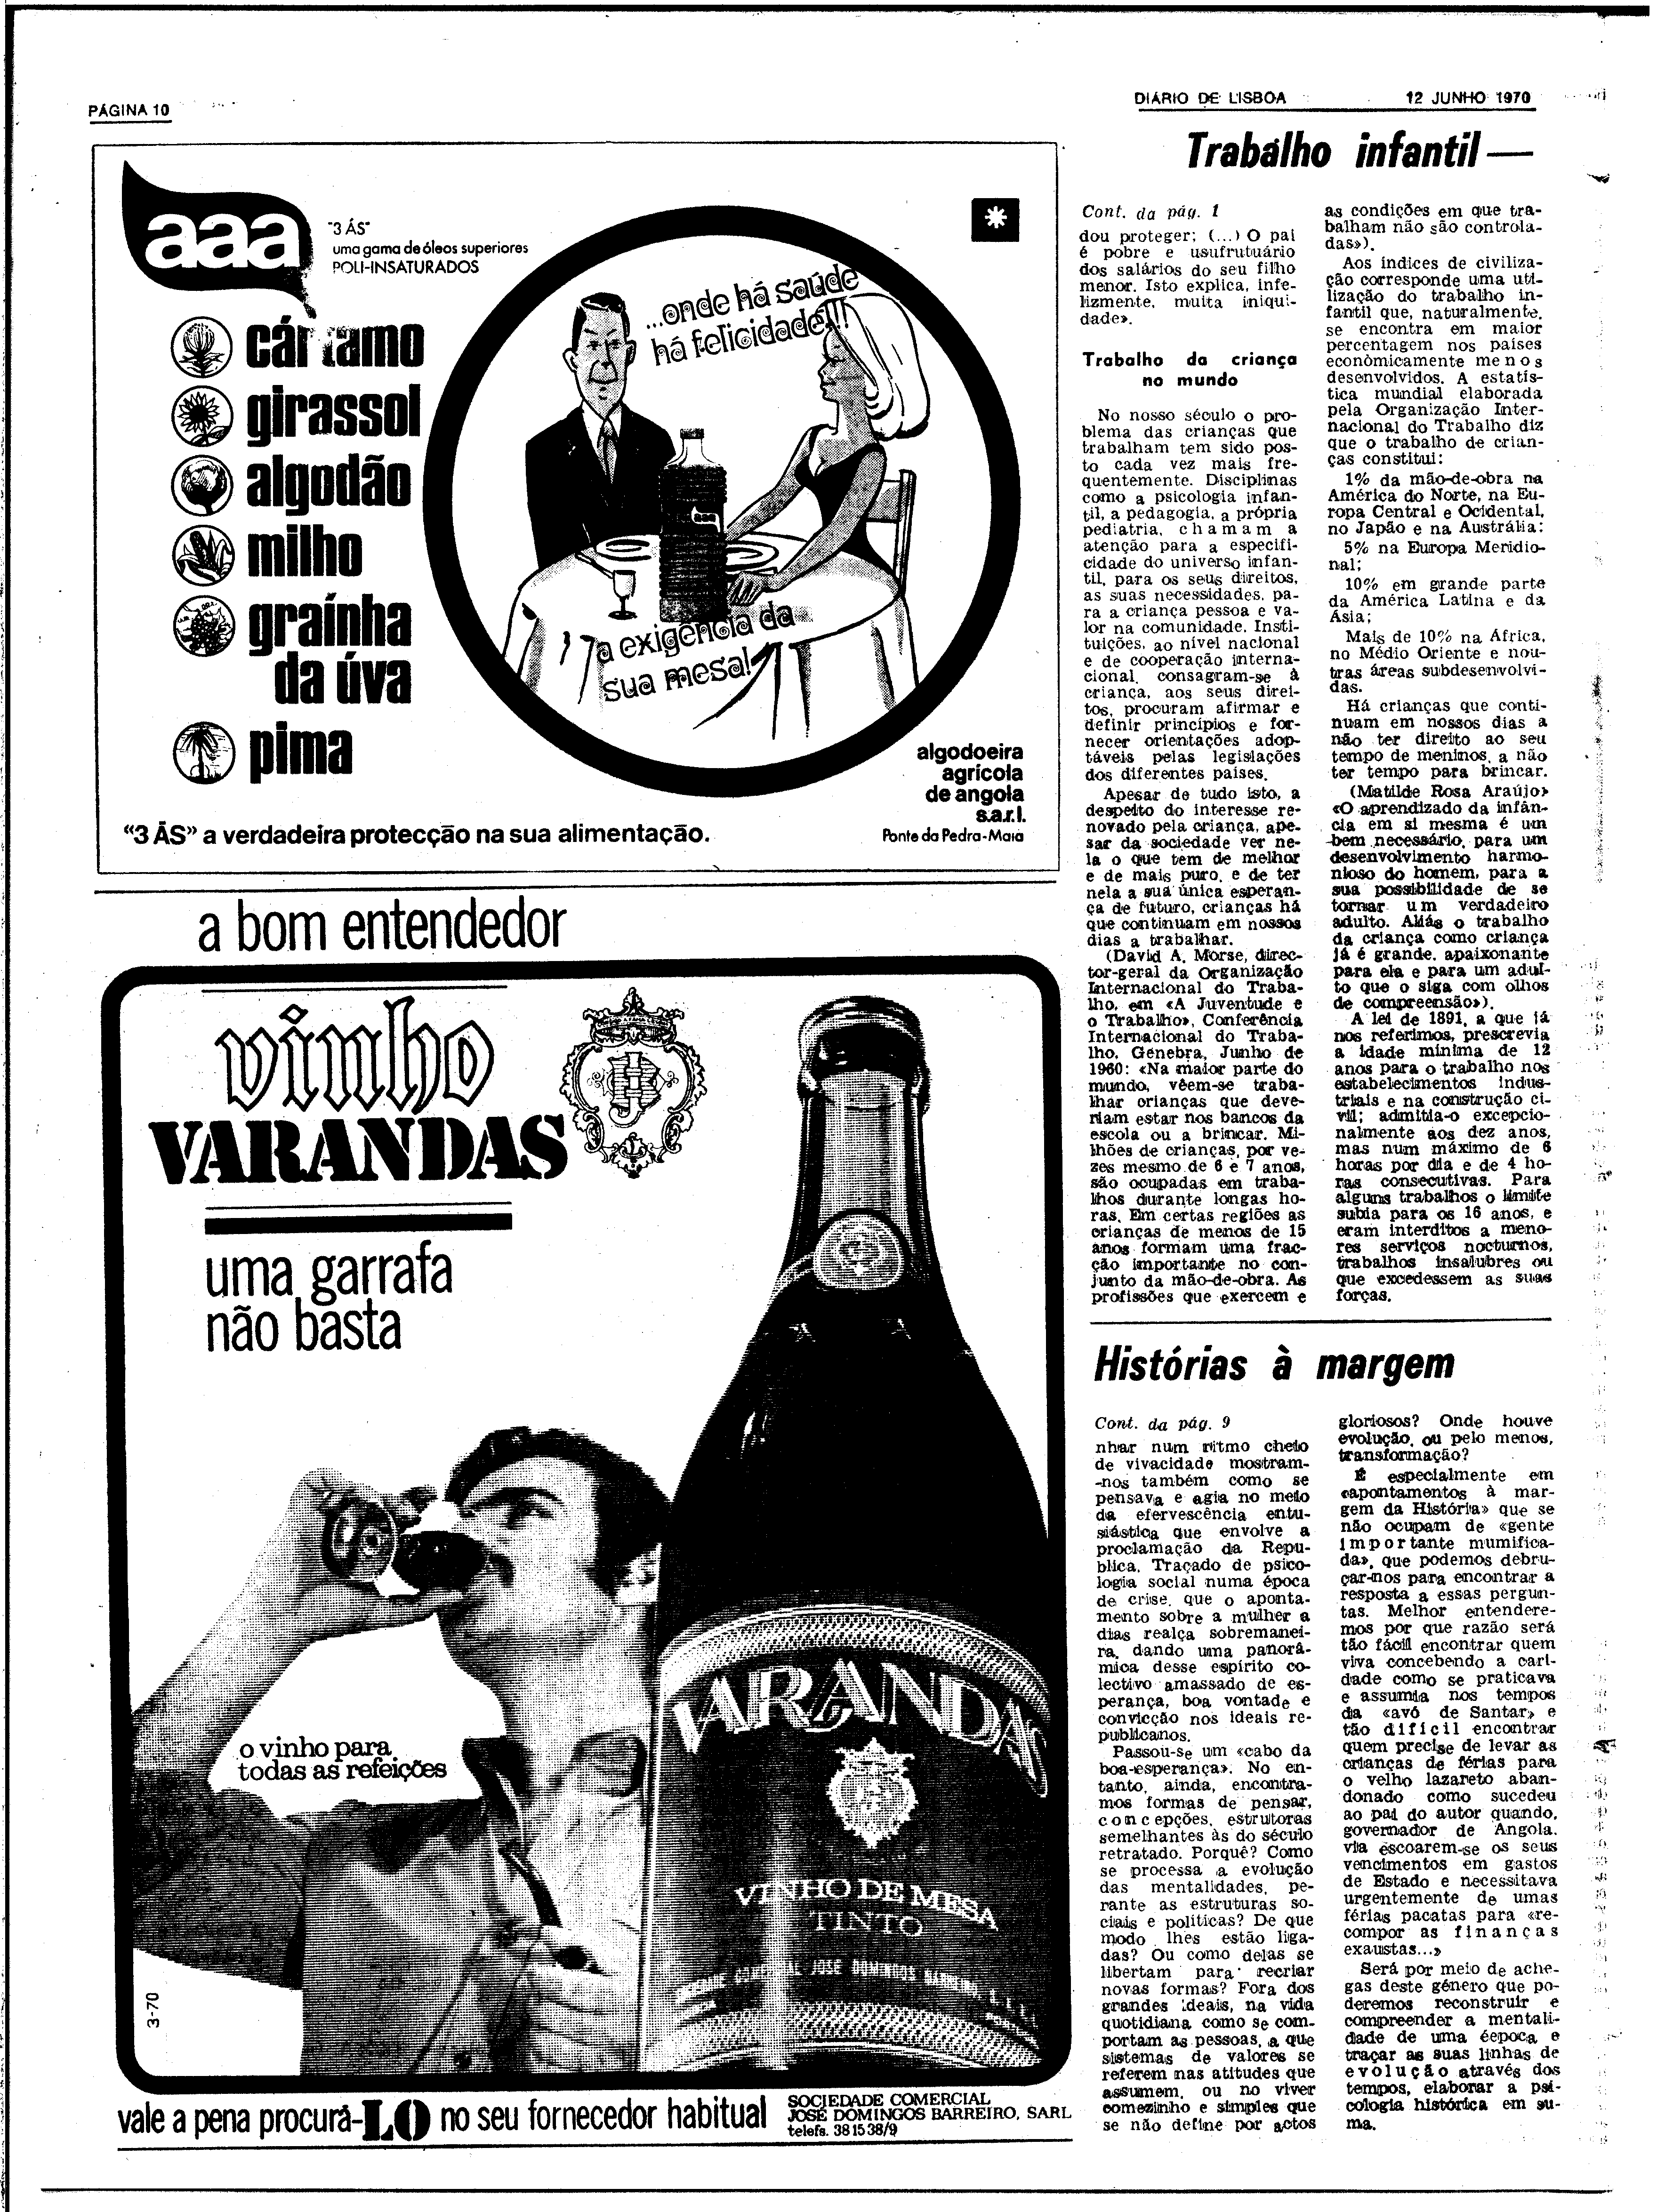 PÁGINA 10
DIÁRIO DE LISBOA
12 JUNHO 1970
aaa
"3 ÁS"
uma gama de óleos superiores
POLI-INSATURADOS
cártamo
girassol
algodão
milho
graínha
da úva
pima
...onde há saúde
há felicidade!!!
a exigência da
sua mesa!
algodoeira
agrícola
de angola
s.a.r.l.
Ponte da Pedra-Maia
"3 ÁS" a verdadeira protecção na sua alimentação.
a bom entendedor
vinho
VARANDAS
uma garrafa
não basta
o vinho para
todas as refeições
VARANDAS
VINHO DE MESA
TINTO
3-70
vale a pena procurá-LO no seu fornecedor habitual
SOCIEDADE COMERCIAL
JOSÉ DOMINGOS BARREIRO, SARL
telefs. 38 15 38/9
Trabalho infantil —
Cont. da pág. 1
dou proteger; (...) O pai
é pobre e usufrutuário
dos salários do seu filho
menor. Isto explica, infe-
lizmente, muita iniqui-
dade».
Trabalho da criança
no mundo
No nosso século o pro-
blema das crianças que
trabalham tem sido pos-
to cada vez mais fre-
quentemente. Disciplinas
como a psicologia infan-
til, a pedagogia, a própria
pediatria, chamam a
atenção para a especifi-
cidade do universo infan-
til, para os seus direitos,
as suas necessidades, pa-
ra a criança pessoa e va-
lor na comunidade. Insti-
tuições, ao nível nacional
e de cooperação interna-
cional, consagram-se à
criança, aos seus direi-
tos, procuram afirmar e
definir princípios e for-
necer orientações adop-
táveis pelas legislações
dos diferentes países.
Apesar de tudo isto, a
despeito do interesse re-
novado pela criança, ape-
sar da sociedade ver ne-
la o que tem de melhor
e de mais puro, e de ter
nela a sua única esperan-
ça de futuro, crianças há
que continuam em nossos
dias a trabalhar.
(David A. Morse, direc-
tor-geral da Organização
Internacional do Traba-
lho, em «A Juventude e
o Trabalho», Conferência
Internacional do Traba-
lho, Genebra, Junho de
1960: «Na maior parte do
mundo, vêem-se traba-
lhar crianças que deve-
riam estar nos bancos da
escola ou a brincar. Mi-
lhões de crianças, por ve-
zes mesmo de 6 e 7 anos,
são ocupadas em traba-
lhos durante longas ho-
ras. Em certas regiões as
crianças de menos de 15
anos formam uma frac-
ção importante no con-
junto da mão-de-obra. As
profissões que exercem e
as condições em que tra-
balham não são controla-
das»).
Aos índices de civiliza-
ção corresponde uma uti-
lização do trabalho in-
fantil que, naturalmente,
se encontra em maior
percentagem nos países
econòmicamente menos
desenvolvidos. A estatís-
tica mundial elaborada
pela Organização Inter-
nacional do Trabalho diz
que o trabalho de crian-
ças constitui:
1% da mão-de-obra na
América do Norte, na Eu-
ropa Central e Ocidental,
no Japão e na Austrália;
5% na Europa Meridio-
nal;
10% em grande parte
da América Latina e da
Ásia;
Mais de 10% na África,
no Médio Oriente e nou-
tras áreas subdesenvolvi-
das.
Há crianças que conti-
nuam em nossos dias a
não ter direito ao seu
tempo de meninos, a não
ter tempo para brincar.
(Matilde Rosa Araújo»
«O aprendizado da infân-
cia em si mesma é um
bem necessário, para um
desenvolvimento harmo-
nioso do homem, para a
sua possibilidade de se
tornar um verdadeiro
adulto. Aliás o trabalho
da criança como criança
já é grande, apaixonante
para ela e para um adul-
to que o siga com olhos
de compreensão»).
A lei de 1891, a que já
nos referimos, prescrevia
a idade mínima de 12
anos para o trabalho nos
estabelecimentos indus-
triais e na construção ci-
vil; admitia-o excepcio-
nalmente aos dez anos,
mas num máximo de 6
horas por dia e de 4 ho-
ras consecutivas. Para
alguns trabalhos o limite
subia para os 16 anos, e
eram interditos a meno-
res serviços nocturnos,
trabalhos insalubres ou
que excedessem as suas
forças.
Histórias à margem
Cont. da pág. 9
nhar num ritmo cheio
de vivacidade mostram-
-nos também como se
pensava e agia no meio
da efervescência entu-
siástica que envolve a
proclamação da Repu-
blica. Traçado de psico-
logia social numa época
de crise, que o aponta-
mento sobre a mulher a
dias realça sobremanei-
ra, dando uma panorâ-
mica desse espírito co-
lectivo amassado de es-
perança, boa vontade e
convicção nos ideais re-
publicanos.
Passou-se um «cabo da
boa-esperança». No en-
tanto, ainda, encontra-
mos formas de pensar,
concepções, estruitoras
semelhantes às do século
retratado. Porquê? Como
se processa a evolução
das mentalidades, pe-
rante as estruturas so-
ciais e políticas? De que
modo lhes estão liga-
das? Ou como delas se
libertam para recriar
novas formas? Fora dos
grandes ideais, na vida
quotidiana como se com-
portam as pessoas, a que
sistemas de valores se
referem nas atitudes que
assumem, ou no viver
comezinho e simples que
se não define por actos
gloriosos? Onde houve
evolução, ou pelo menos,
transformação?
É especialmente em
«apontamentos à mar-
gem da História» que se
não ocupam de «gente
importante mumifica-
da», que podemos debru-
çar-nos para encontrar a
resposta a essas pergun-
tas. Melhor entendere-
mos por que razão será
tão fácil encontrar quem
viva concebendo a cari-
dade como se praticava
e assumia nos tempos
da «avó de Santar» e
tão difícil encontrar
quem precise de levar as
crianças de férias para
o velho lazareto aban-
donado como sucedeu
ao pai do autor quando,
governador de Angola,
via escoarem-se os seus
vencimentos em gastos
de Estado e necessitava
urgentemente de umas
férias pacatas para «re-
compor as finanças
exaustas...»
Será por meio de ache-
gas deste género que po-
deremos reconstruir e
compreender a mentali-
dade de uma éepoca e
traçar as suas linhas de
evolução através dos
tempos, elaborar a psi-
cologia histórica em su-
ma.